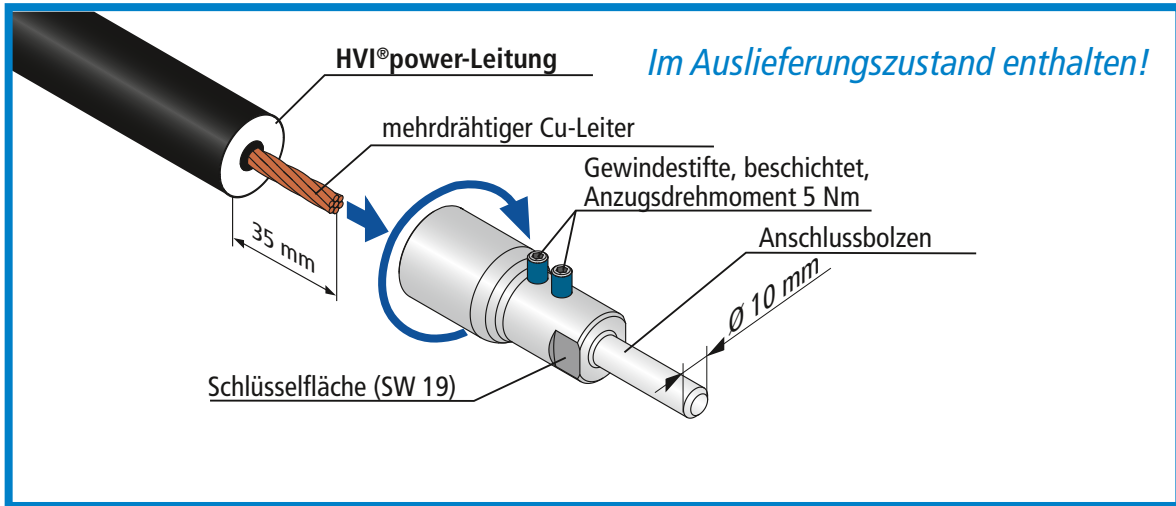 HVI®power-Leitung
Im Auslieferungszustand enthalten!
mehrdrähtiger Cu-Leiter
Gewindestifte, beschichtet,
Anzugsdrehmoment 5 Nm
Anschlussbolzen
35 mm
Ø 10 mm
Schlüsselfläche (SW 19)